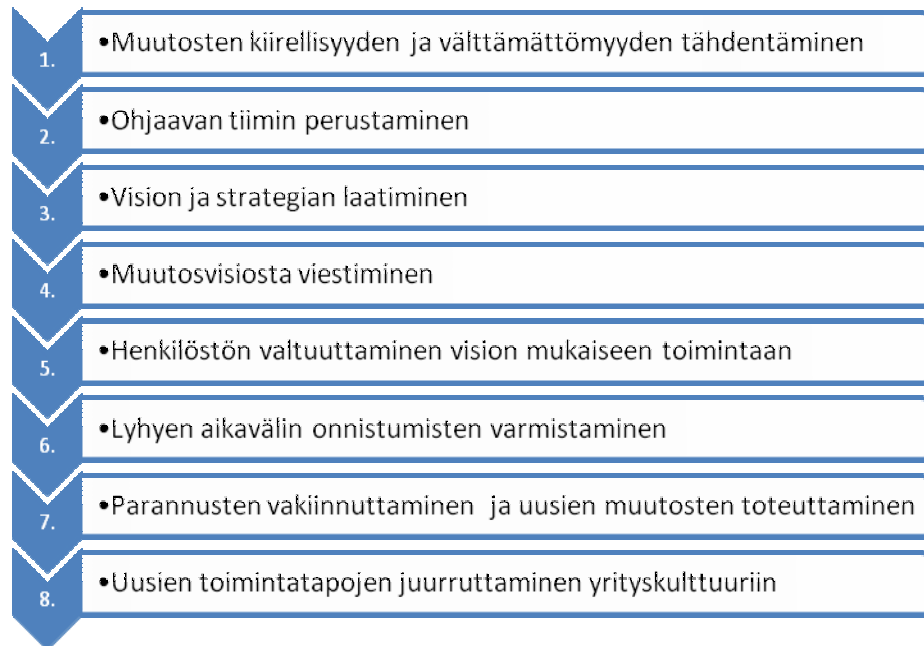 1. •Muutosten kiirellisyyden ja välttämättömyyden tähdentäminen
2. •Ohjaavan tiimin perustaminen
3. •Vision ja strategian laatiminen
4. •Muutosvisiosta viestiminen
5. •Henkilöstön valtuuttaminen vision mukaiseen toimintaan
6. •Lyhyen aikavälin onnistumisten varmistaminen
7. •Parannusten vakiinnuttaminen ja uusien muutosten toteuttaminen
8. •Uusien toimintatapojen juurruttaminen yrityskulttuuriin